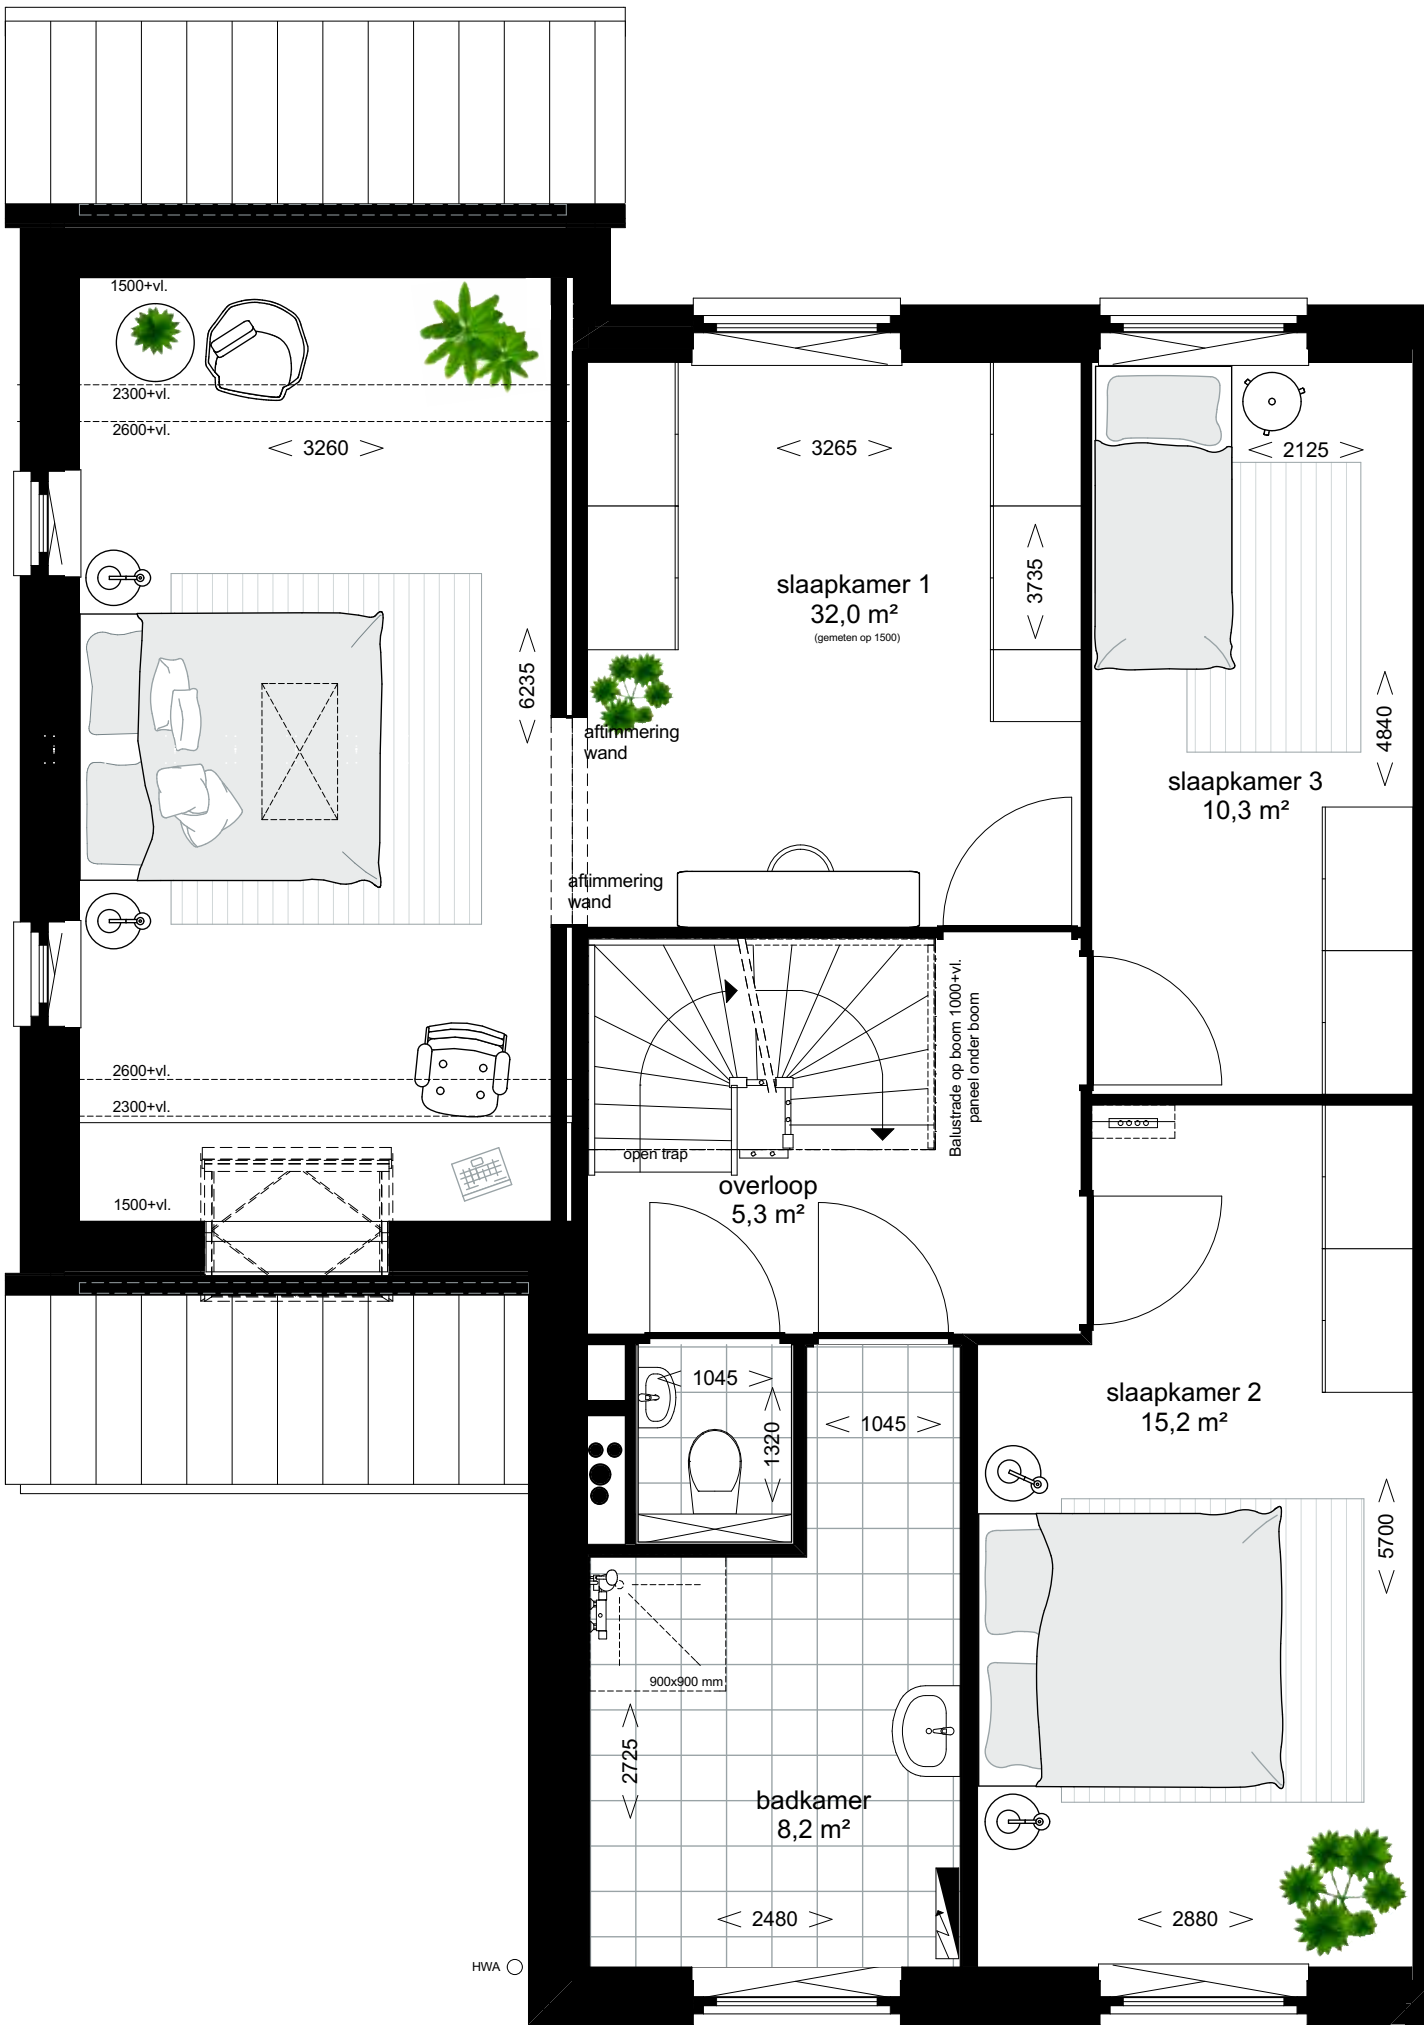 1500+vl.
2300+vl.
2600+vl.
< 3260 >
< 3265 >
< 2125 >
slaapkamer 1
32,0 m²
(gemeten op 1500)
< 3735 >
< 6235 >
aftimmering
wand
slaapkamer 3
10,3 m²
< 4840 >
aftimmering
wand
Balustrade op boom 1000+vl.
paneel onder boom
2600+vl.
2300+vl.
1500+vl.
open trap
overloop
5,3 m²
< 1045 >
< 1320 >
< 1045 >
slaapkamer 2
15,2 m²
< 5700 >
900x900 mm
< 2725 >
badkamer
8,2 m²
< 2480 >
< 2880 >
HWA